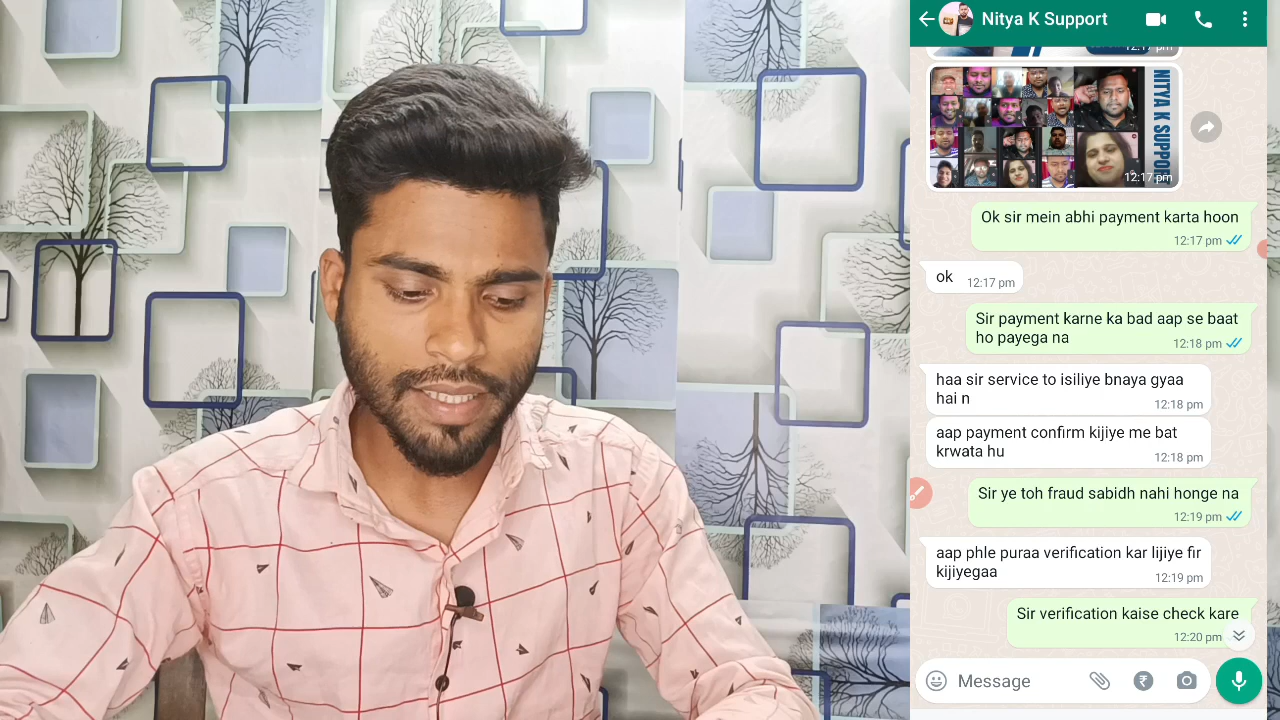 Nitya K Support
12:17 pm
NITYA K SUPPO
12:17 pm
Ok sir mein abhi payment karta hoon
12:17 pm
ok
12:17 pm
Sir payment karne ka bad aap se baat
ho payega na
12:18 pm
haa sir service to isiliye bnaya gyaa
hai n
12:18 pm
aap payment confirm kijiye me bat
krwata hu
12:18 pm
Sir ye toh fraud sabidh nahi honge na
12:19 pm
aap phle puraa verification kar lijiye fir
kijiyegaa
12:19 pm
Sir verification kaise check kare
12:20 pm
Message